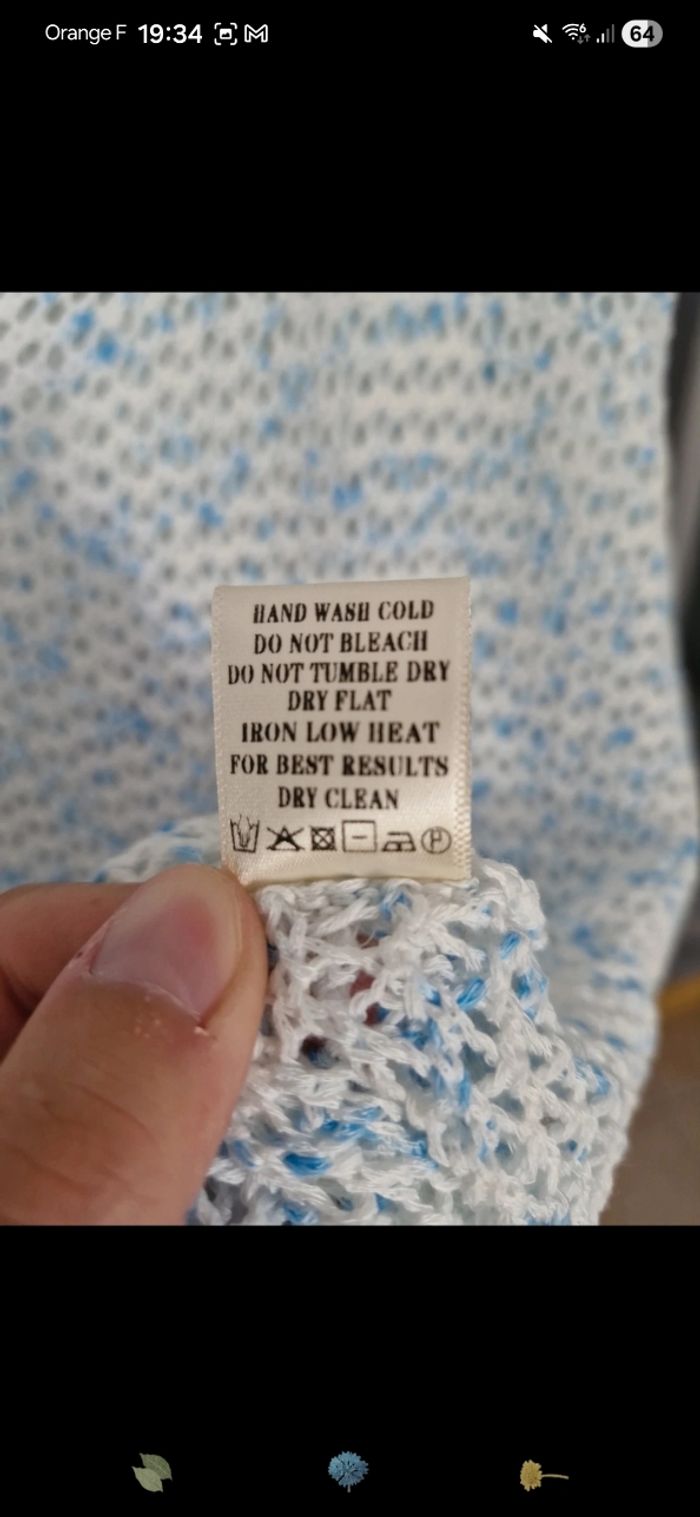 Orange F 19:34 64
HAND WASH COLD
DO NOT BLEACH
DO NOT TUMBLE DRY
DRY FLAT
IRON LOW HEAT
FOR BEST RESULTS
DRY CLEAN
P